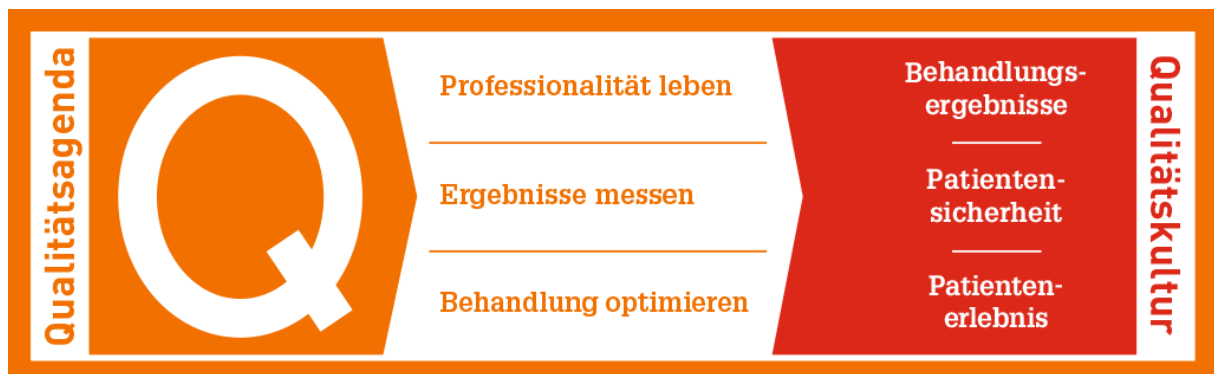 Qualitätsagenda
Q
Professionalität leben
Ergebnisse messen
Behandlung optimieren
Behandlungs-
ergebnisse
Patienten-
sicherheit
Patienten-
erlebnis
Qualitätskultur